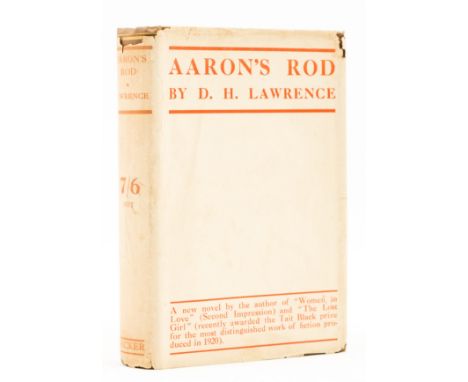 AARON'S
ROD
LAWRENCE
7/6
NET
AARON'S ROD
BY D. H. LAWRENCE
A new novel by the author of "Women in
Love" (Second Impression) and "The Lost
Girl" (recently awarded the Tait Black prize
for the most distinguished work of fiction pro-
duced in 1920).